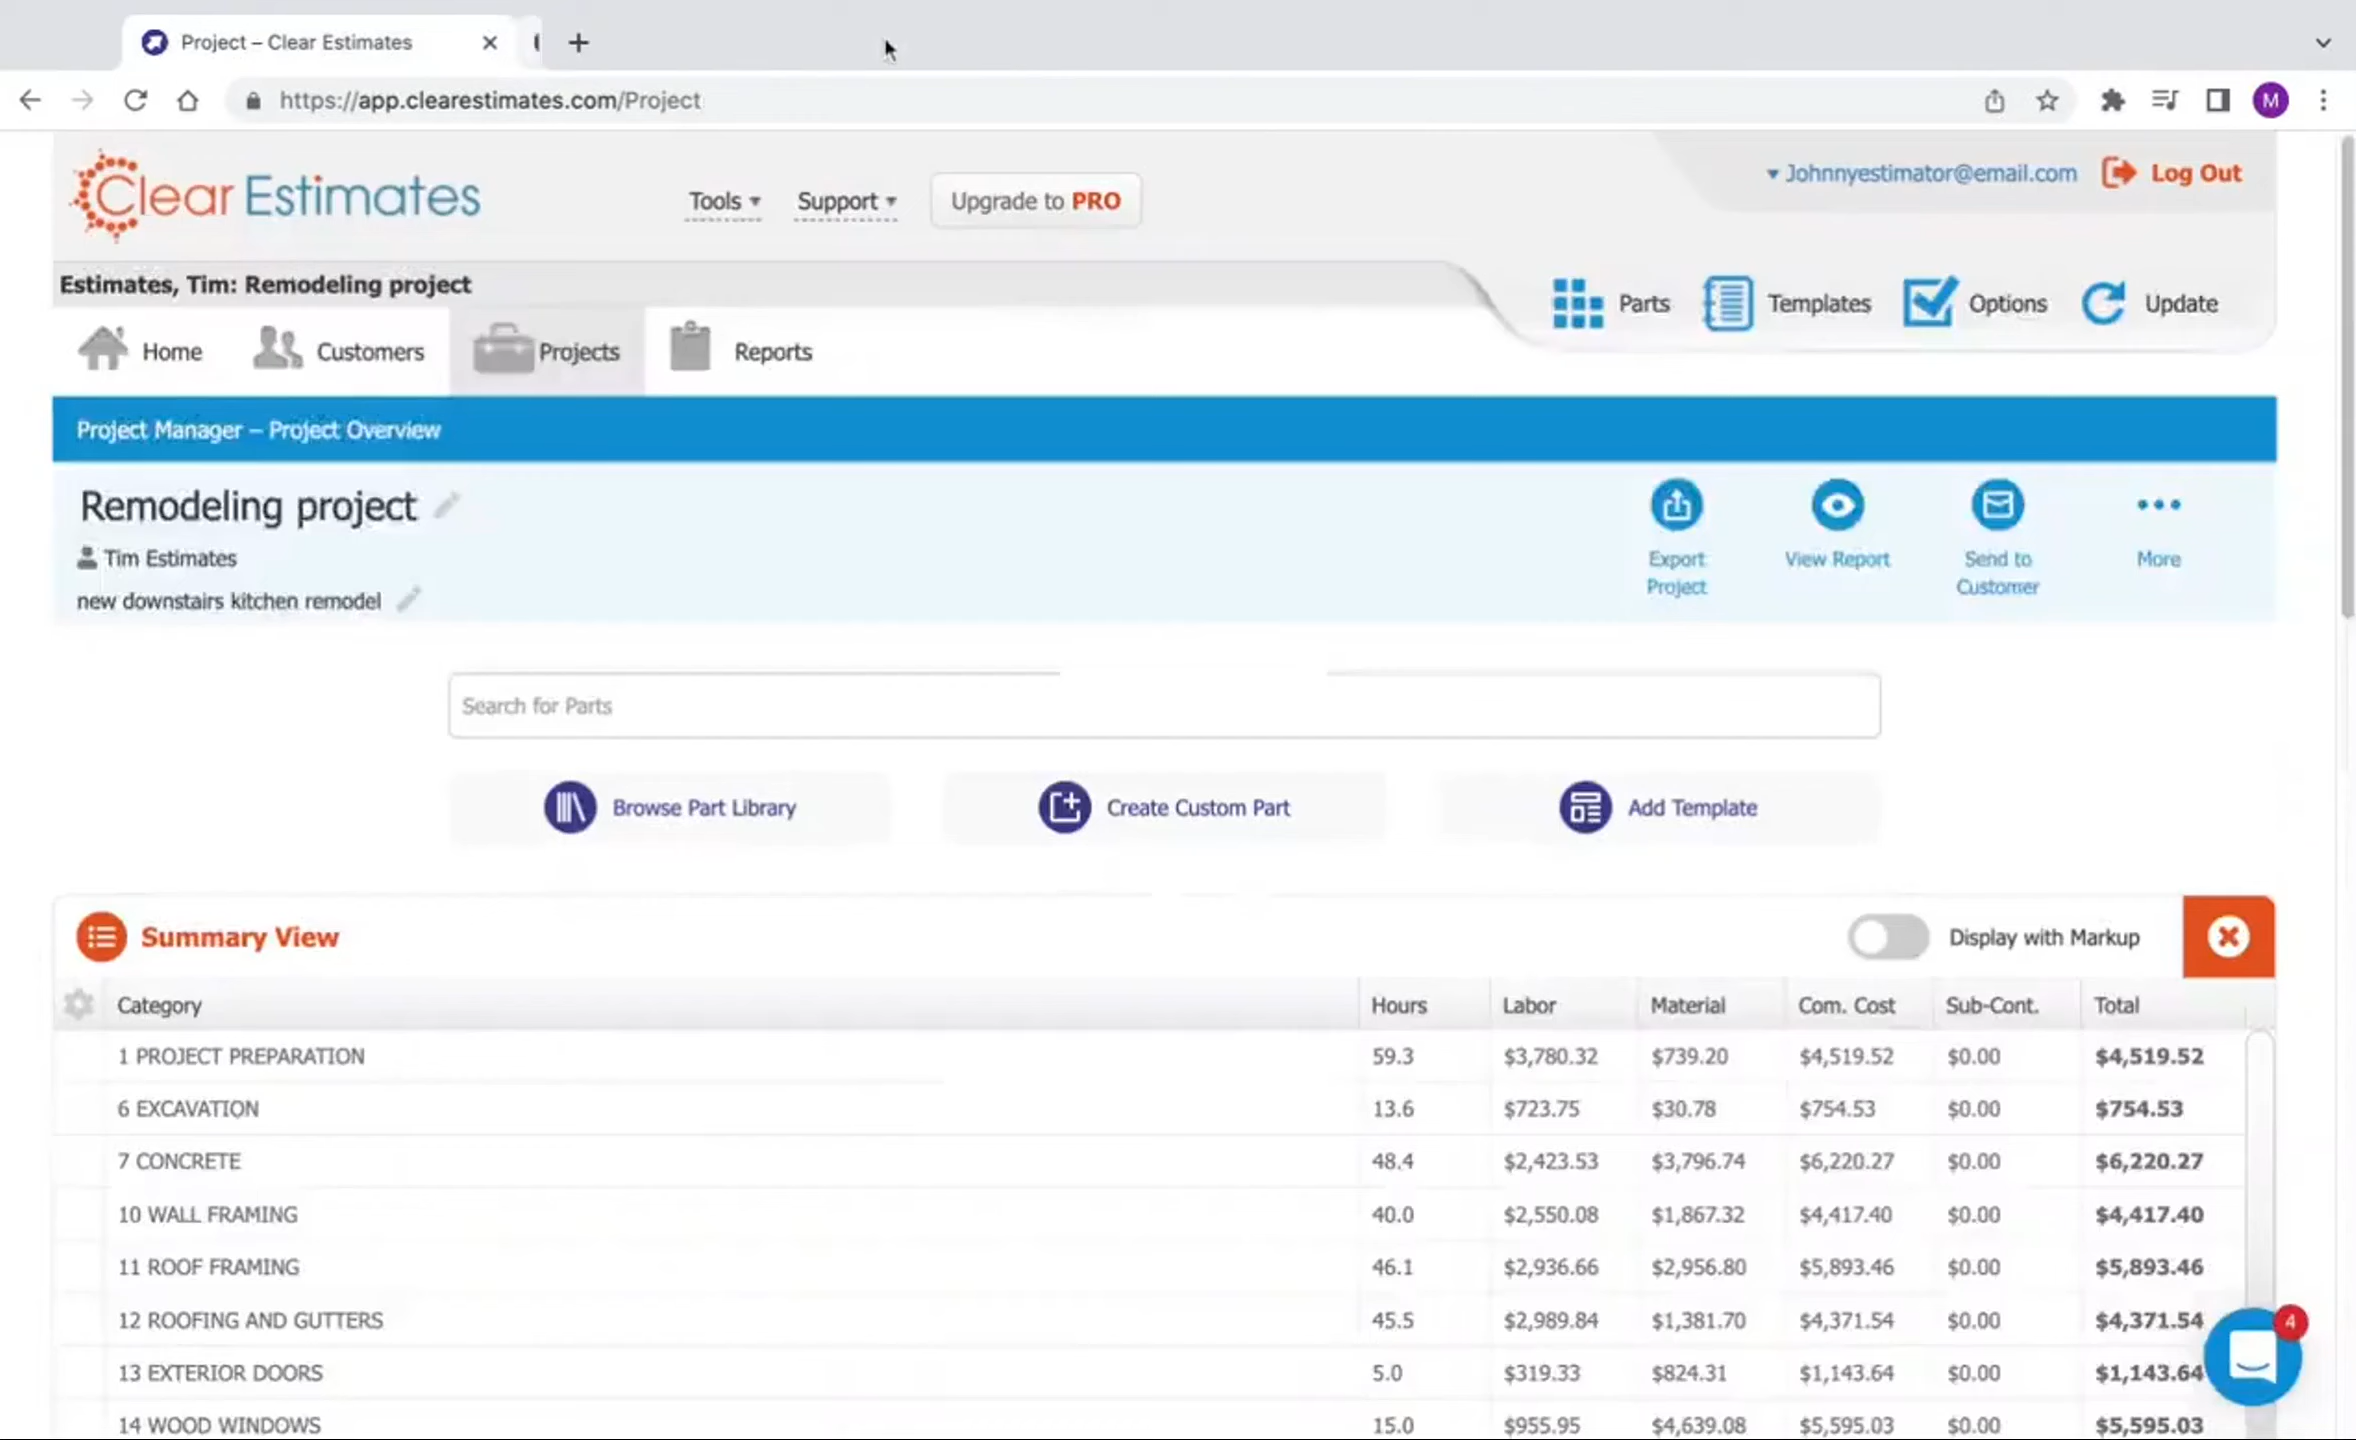 Project – Clear Estimates
https://app.clearestimates.com/Project
M
Clear Estimates
Tools
Support
Upgrade to PRO
Johnnyestimator@email.com
Log Out
Estimates, Tim: Remodeling project
Parts
Templates
Options
Update
Home
Customers
Projects
Reports
Project Manager – Project Overview
Remodeling project
Tim Estimates
new downstairs kitchen remodel
Export Project
View Report
Send to Customer
More
Search for Parts
Browse Part Library
Create Custom Part
Add Template
Summary View
Display with Markup
Category Hours Labor Material Com. Cost Sub-Cont. Total
1 PROJECT PREPARATION 59.3 $3,780.32 $739.20 $4,519.52 $0.00 $4,519.52
6 EXCAVATION 13.6 $723.75 $30.78 $754.53 $0.00 $754.53
7 CONCRETE 48.4 $2,423.53 $3,796.74 $6,220.27 $0.00 $6,220.27
10 WALL FRAMING 40.0 $2,550.08 $1,867.32 $4,417.40 $0.00 $4,417.40
11 ROOF FRAMING 46.1 $2,936.66 $2,956.80 $5,893.46 $0.00 $5,893.46
12 ROOFING AND GUTTERS 45.5 $2,989.84 $1,381.70 $4,371.54 $0.00 $4,371.54
13 EXTERIOR DOORS 5.0 $319.33 $824.31 $1,143.64 $0.00 $1,143.64
14 WOOD WINDOWS 15.0 $955.95 $4,639.08 $5,595.03 $0.00 $5,595.03
4